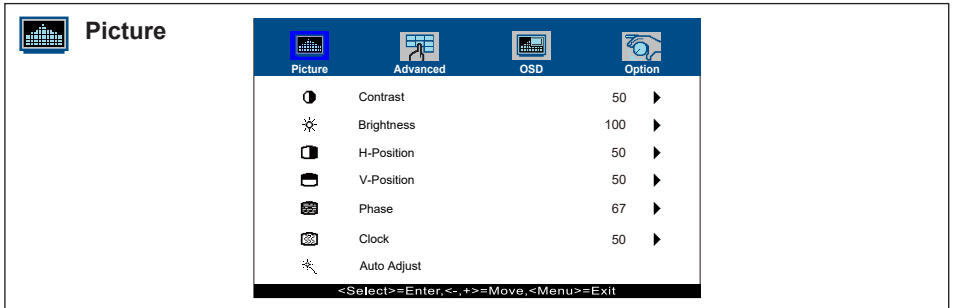 Picture
Picture Advanced OSD Option
Contrast 50
Brightness 100
H-Position 50
V-Position 50
Phase 67
Clock 50
Auto Adjust
<Select>=Enter,<-,+>=Move,<Menu>=Exit